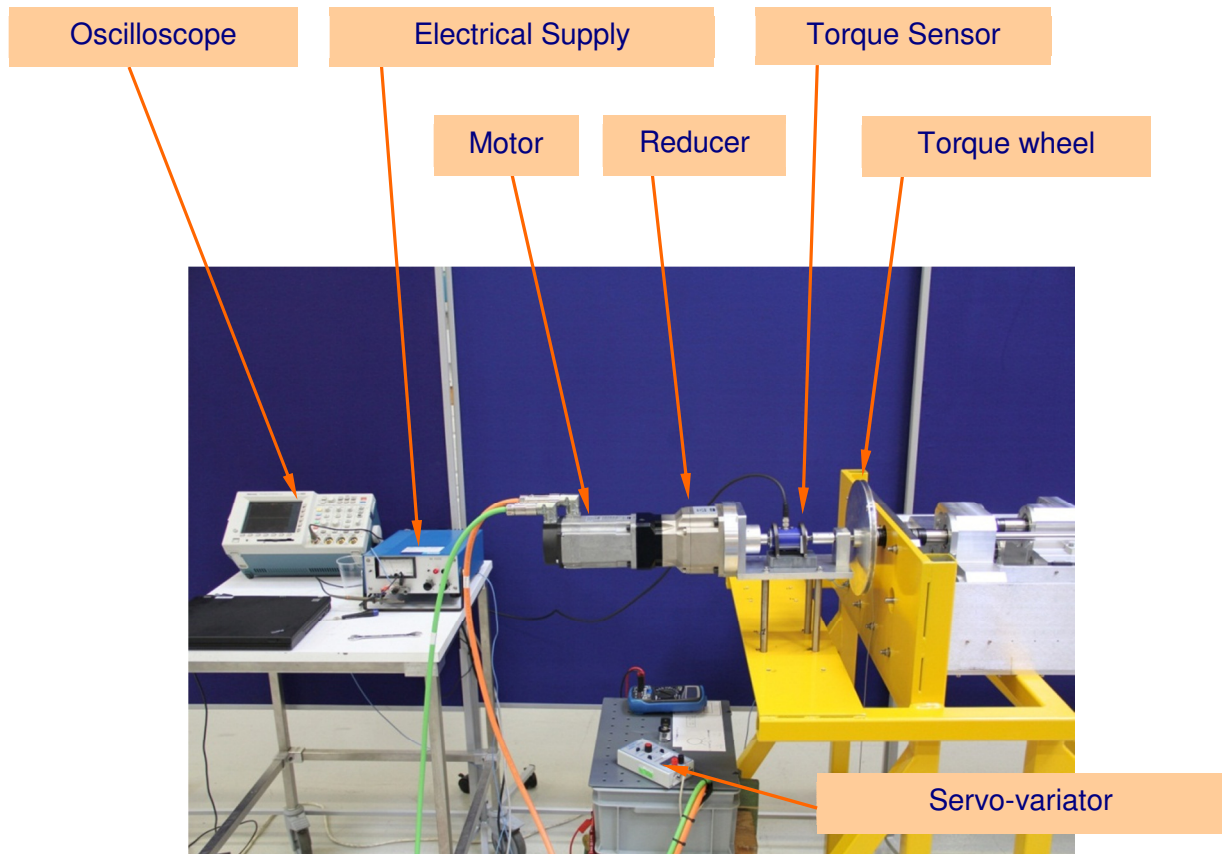 Oscilloscope
Electrical Supply
Torque Sensor
Motor
Reducer
Torque wheel
Servo-variator